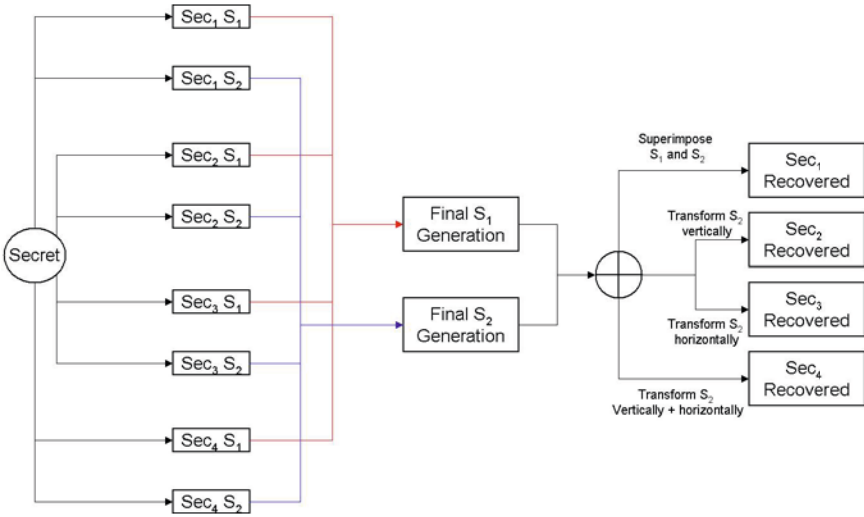 Sec₁ S₁
Sec₁ S₂
Sec₂ S₁
Sec₂ S₂
Secret
Sec₃ S₁
Sec₃ S₂
Sec₄ S₁
Sec₄ S₂
Final S₁
Generation
Final S₂
Generation
Superimpose
S₁ and S₂
Sec₁
Recovered
Transform S₂
vertically
Sec₂
Recovered
Transform S₂
horizontally
Sec₃
Recovered
Transform S₂
Vertically + horizontally
Sec₄
Recovered